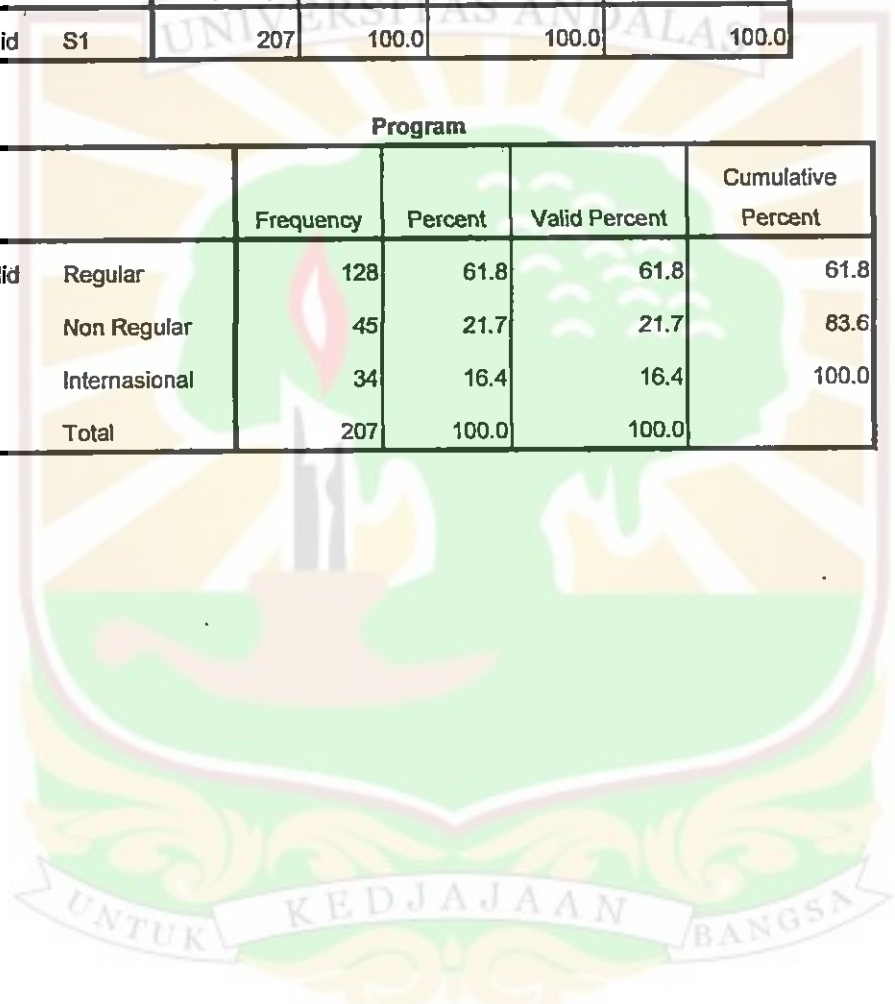 UNIVERSITAS ANDALAS
id S1 207 100.0 100.0 100.0
Program
Frequency Percent Valid Percent Cumulative Percent
lid Regular 128 61.8 61.8 61.8
Non Regular 45 21.7 21.7 83.6
Internasional 34 16.4 16.4 100.0
Total 207 100.0 100.0
UNTUK KEDJAJAAN BANGSA